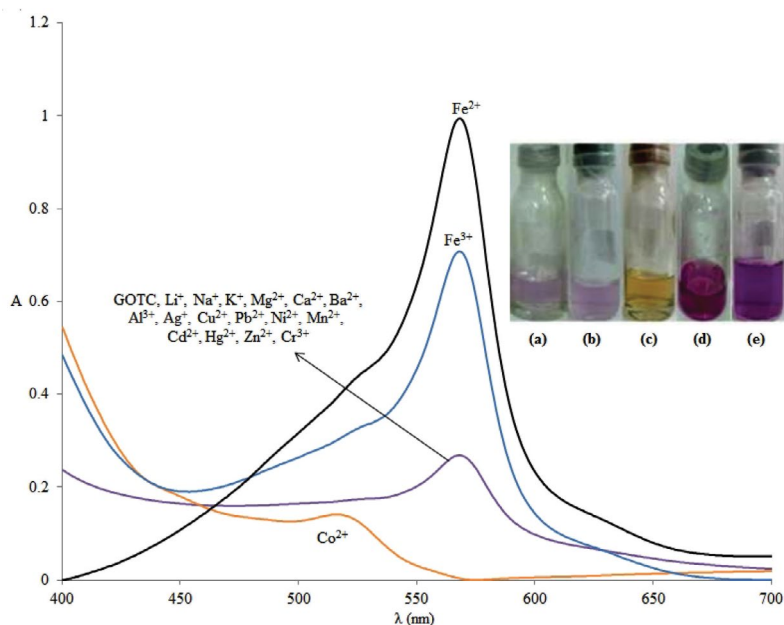 1.2
1
0.8
0.6
0.4
0.2
0
A
Fe²⁺
Fe³⁺
GOTC, Li⁺, Na⁺, K⁺, Mg²⁺, Ca²⁺, Ba²⁺,
Al³⁺, Ag⁺, Cu²⁺, Pb²⁺, Ni²⁺, Mn²⁺,
Cd²⁺, Hg²⁺, Zn²⁺, Cr³⁺
Co²⁺
(a) (b) (c) (d) (e)
400 450 500 550 600 650 700
λ (nm)